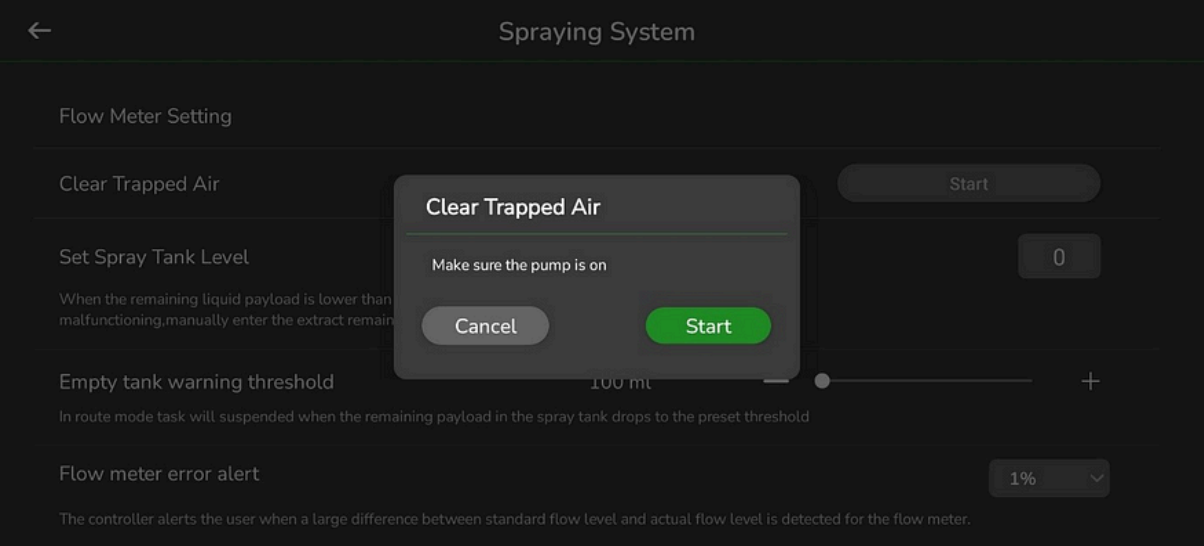 Spraying System
Flow Meter Setting
Clear Trapped Air
Start
Clear Trapped Air
Make sure the pump is on
Cancel
Start
Set Spray Tank Level
0
When the remaining liquid payload is lower than
malfunctioning,manually enter the extract remain
Empty tank warning threshold
100 ml
In route mode task will suspended when the remaining payload in the spray tank drops to the preset threshold
Flow meter error alert
1%
The controller alerts the user when a large difference between standard flow level and actual flow level is detected for the flow meter.